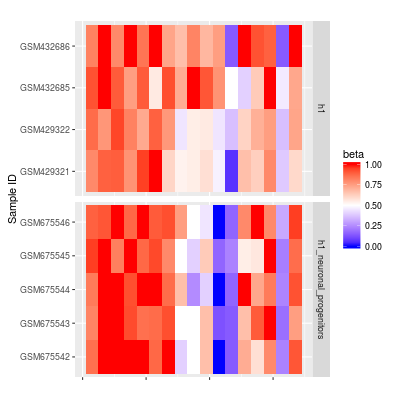 GSM432686
GSM432685
GSM429322
GSM429321
h1
GSM675546
GSM675545
GSM675544
GSM675543
GSM675542
h1_neuronal_progenitors
Sample ID
beta
1.00
0.75
0.50
0.25
0.00